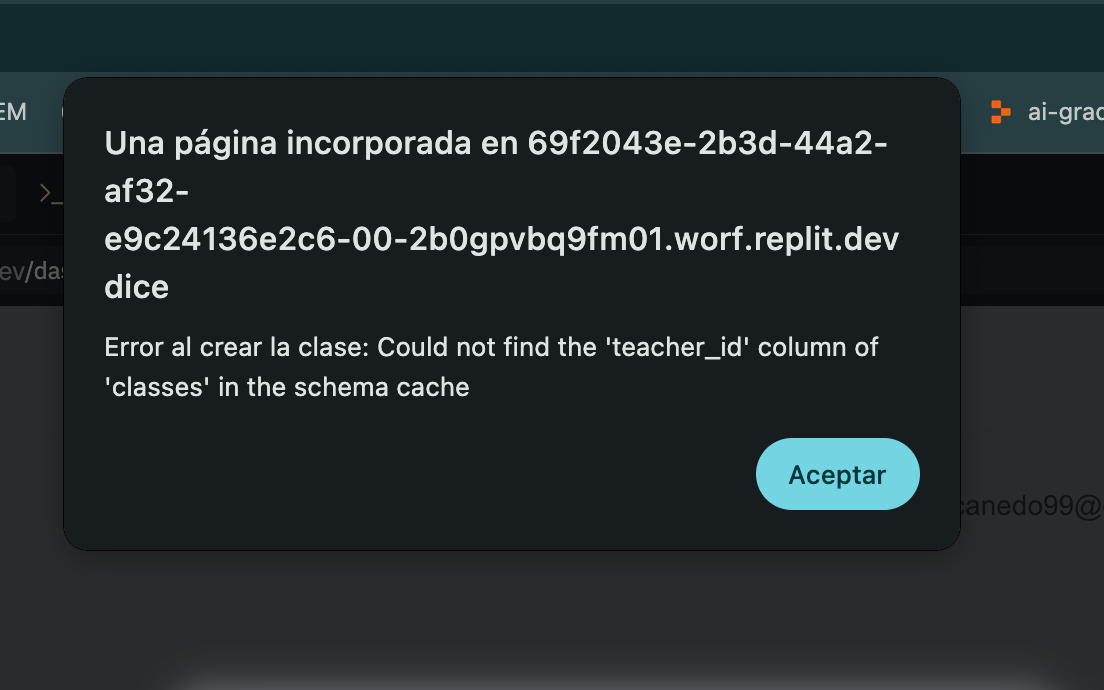 EM
ai-grad
>_
ev/das
Una página incorporada en 69f2043e-2b3d-44a2-
af32-
e9c24136e2c6-00-2b0gpvbq9fm01.worf.replit.dev
dice
Error al crear la clase: Could not find the 'teacher_id' column of
'classes' in the schema cache
Aceptar
canedo99@